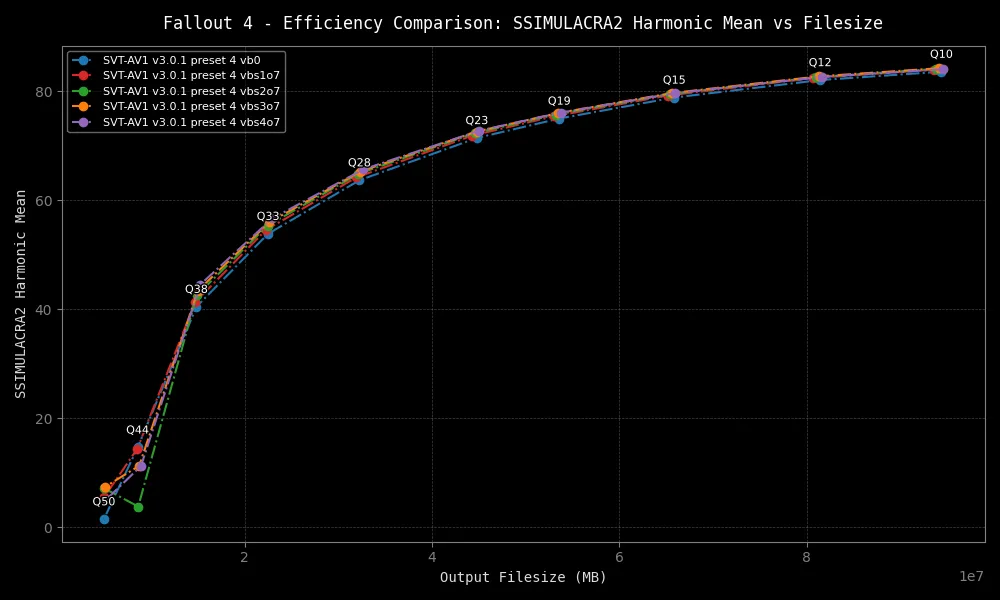 Fallout 4 - Efficiency Comparison: SSIMULACRA2 Harmonic Mean vs Filesize
SVT-AV1 v3.0.1 preset 4 vb0
SVT-AV1 v3.0.1 preset 4 vbs1o7
SVT-AV1 v3.0.1 preset 4 vbs2o7
SVT-AV1 v3.0.1 preset 4 vbs3o7
SVT-AV1 v3.0.1 preset 4 vbs4o7
Q10
Q12
Q15
Q19
Q23
Q28
Q33
Q38
Q44
Q50
80
60
40
20
0
SSIMULACRA2 Harmonic Mean
2
4
6
8
1e7
Output Filesize (MB)